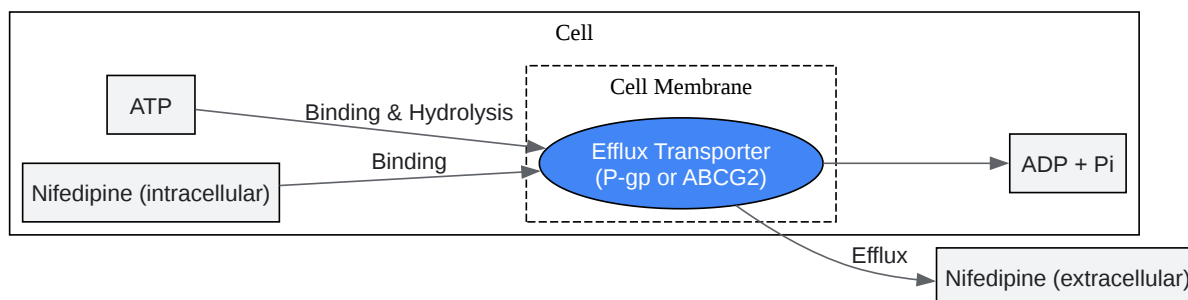 Cell
Cell Membrane
ATP
Binding & Hydrolysis
Efflux Transporter
(P-gp or ABCG2)
ADP + Pi
Binding
Nifedipine (intracellular)
Efflux
Nifedipine (extracellular)